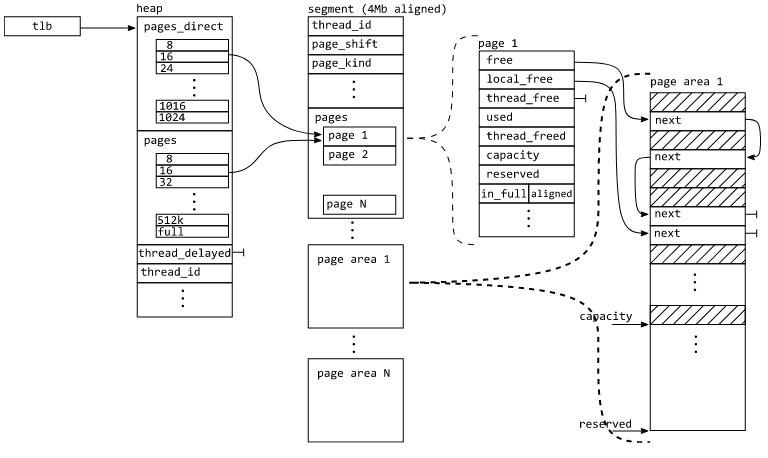 tlb
heap
pages_direct
8
16
24
1016
1024
pages
8
16
32
512k
full
thread_delayed
thread_id
segment (4Mb aligned)
thread_id
page_shift
page_kind
pages
page 1
page 2
page N
page area 1
page area N
page 1
free
local_free
thread_free
used
thread_freed
capacity
reserved
in_full aligned
page area 1
next
next
next
next
capacity
reserved